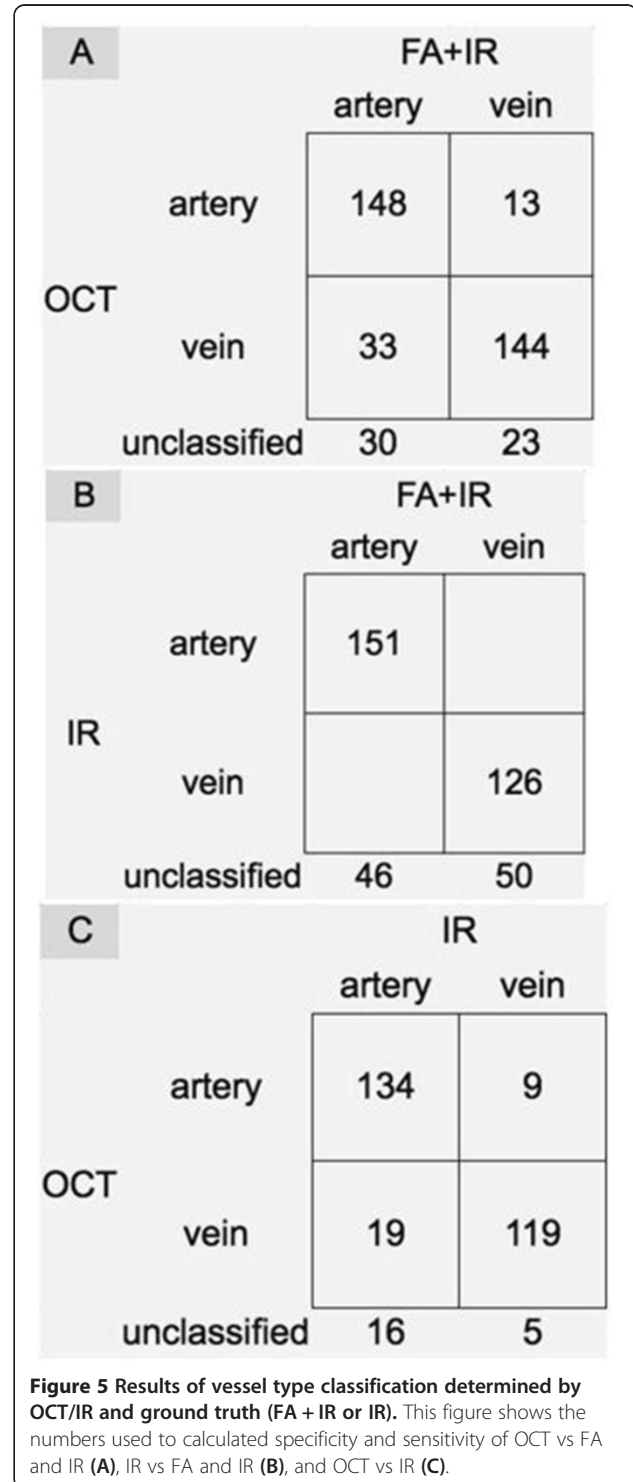 A FA+IR
artery vein
artery 148 13
OCT
vein 33 144
unclassified 30 23
B FA+IR
artery vein
artery 151
IR
vein 126
unclassified 46 50
C IR
artery vein
artery 134 9
OCT
vein 19 119
unclassified 16 5
Figure 5 Results of vessel type classification determined by
OCT/IR and ground truth (FA + IR or IR). This figure shows the
numbers used to calculated specificity and sensitivity of OCT vs FA
and IR (A), IR vs FA and IR (B), and OCT vs IR (C).